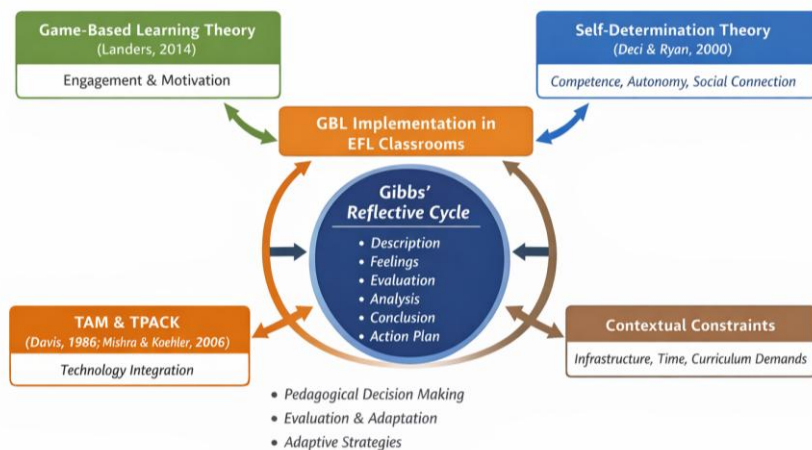 Game-Based Learning Theory
(Landers, 2014)
Engagement & Motivation
Self-Determination Theory
(Deci & Ryan, 2000)
Competence, Autonomy, Social Connection
GBL Implementation in
EFL Classrooms
Gibbs'
Reflective Cycle
• Description
• Feelings
• Evaluation
• Analysis
• Conclusion
• Action Plan
TAM & TPACK
(Davis, 1986; Mishra & Koehler, 2006)
Technology Integration
Contextual Constraints
Infrastructure, Time, Curriculum Demands
• Pedagogical Decision Making
• Evaluation & Adaptation
• Adaptive Strategies